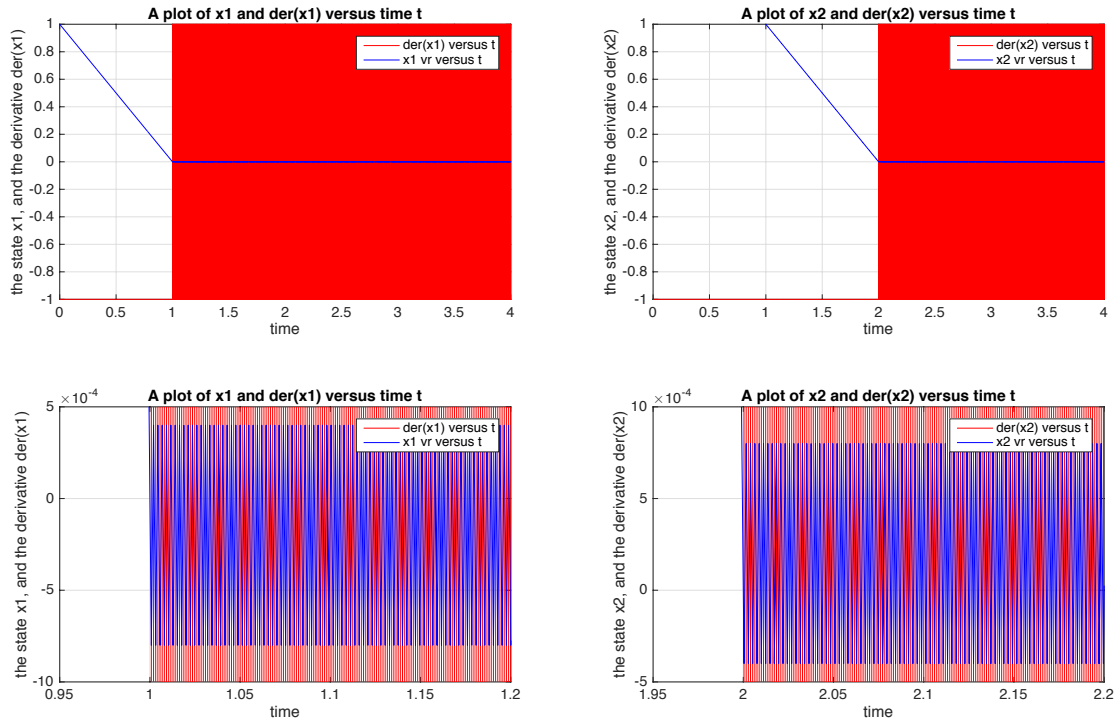 A plot of x1 and der(x1) versus time t
the state x1, and the derivative der(x1)
1
0.8
0.6
0.4
0.2
0
-0.2
-0.4
-0.6
-0.8
-1
der(x1) versus t
x1 vr versus t
0 0.5 1 1.5 2 2.5 3 3.5 4
time
A plot of x2 and der(x2) versus time t
the state x2, and the derivative der(x2)
1
0.8
0.6
0.4
0.2
0
-0.2
-0.4
-0.6
-0.8
-1
der(x2) versus t
x2 vr versus t
0 0.5 1 1.5 2 2.5 3 3.5 4
time
A plot of x1 and der(x1) versus time t
×10⁻⁴
the state x1, and the derivative der(x1)
5
0
-5
-10
der(x1) versus t
x1 vr versus t
0.95 1 1.05 1.1 1.15 1.2
time
A plot of x2 and der(x2) versus time t
×10⁻⁴
the state x2, and the derivative der(x2)
10
5
0
-5
der(x2) versus t
x2 vr versus t
1.95 2 2.05 2.1 2.15 2.2
time